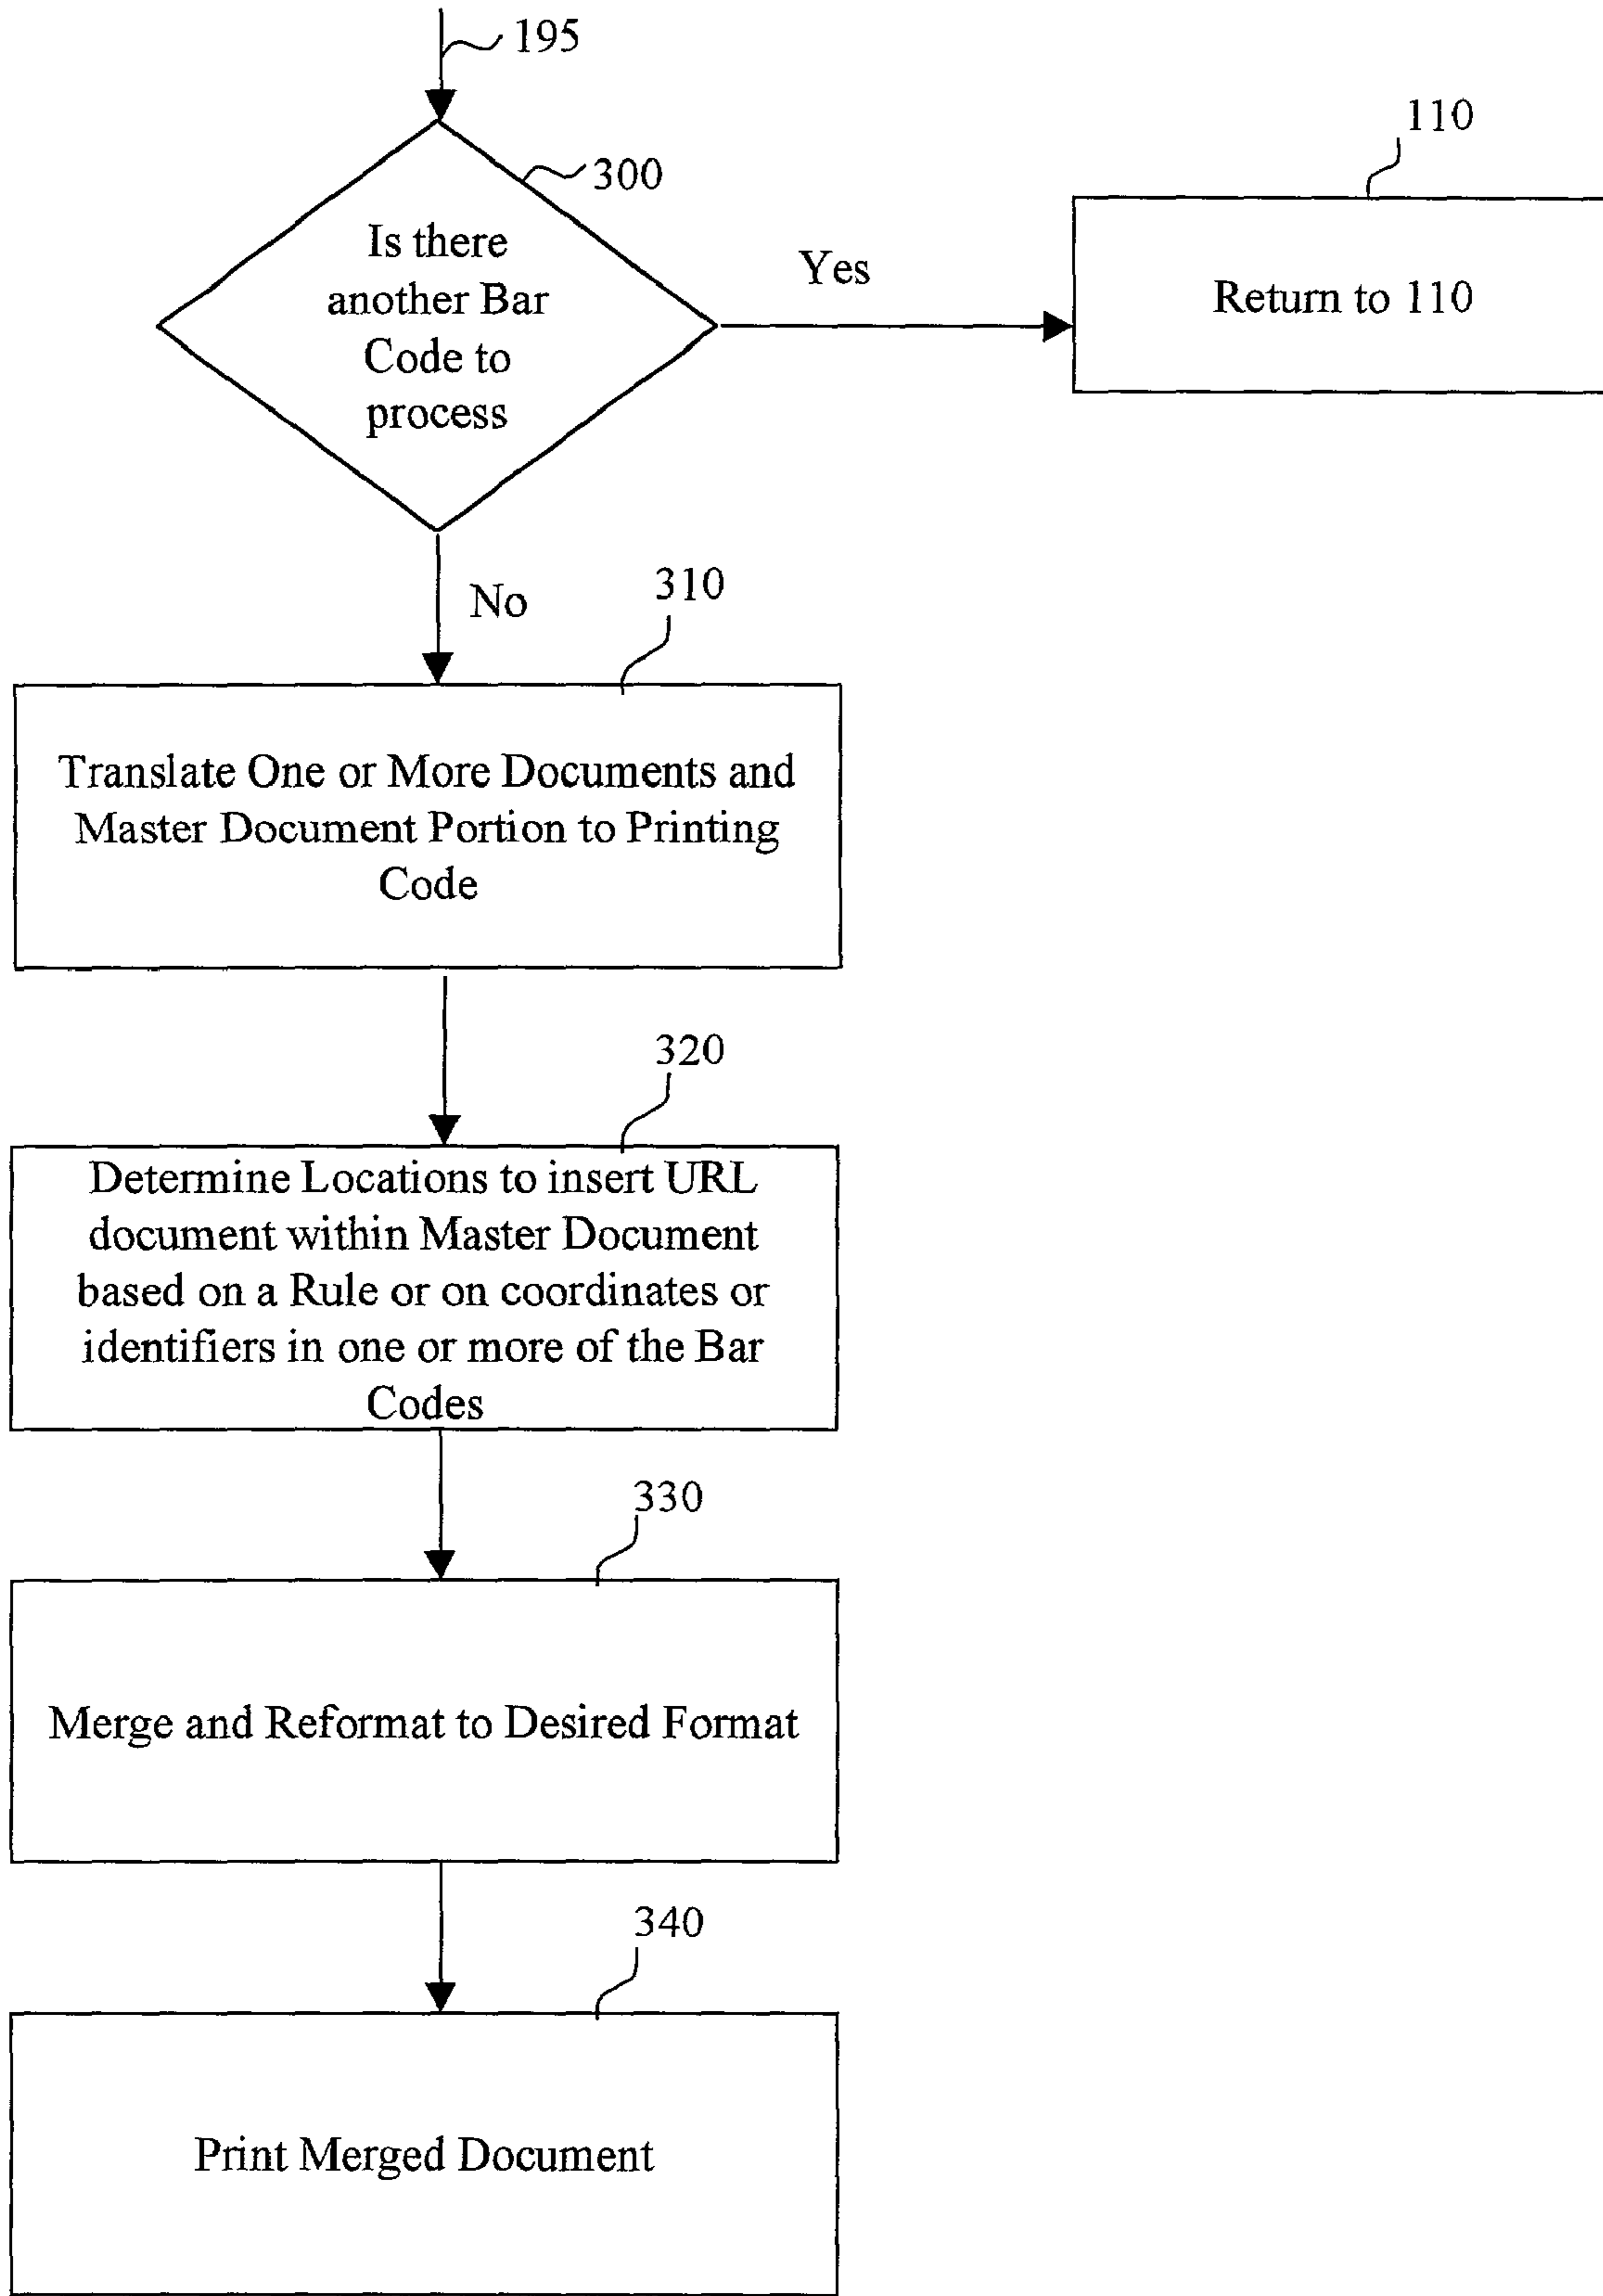 195
110
300
Is there
another Bar
Code to
process
Yes
Return to 110
No
310
Translate One or More Documents and
Master Document Portion to Printing
Code
320
Determine Locations to insert URL
document within Master Document
based on a Rule or on coordinates or
identifiers in one or more of the Bar
Codes
330
Merge and Reformat to Desired Format
340
Print Merged Document